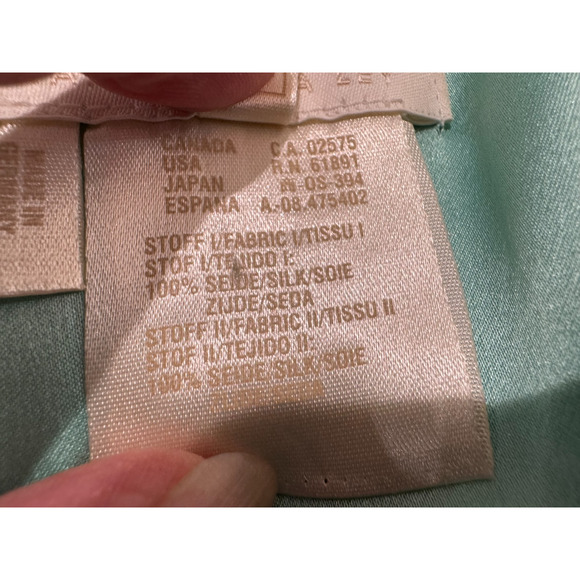 MADE IN
GERMANY
CANADA C.A. 02575
USA R.N. 61891
JAPAN OS-394
ESPANA A-08.475402
STOFF I/FABRIC I/TISSU I
STOF I/TEJIDO I:
100% SEIDE/SILK/SOIE
ZIJDE/SEDA
STOFF II/FABRIC II/TISSU II
STOF II/TEJIDO II:
100% SEIDE SILK/SOIE